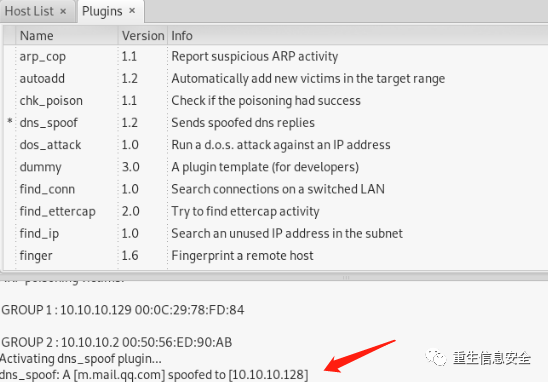 Host List × Plugins ×
Name Version Info
arp_cop 1.1 Report suspicious ARP activity
autoadd 1.2 Automatically add new victims in the target range
chk_poison 1.1 Check if the poisoning had success
* dns_spoof 1.2 Sends spoofed dns replies
dos_attack 1.0 Run a d.o.s. attack against an IP address
dummy 3.0 A plugin template (for developers)
find_conn 1.0 Search connections on a switched LAN
find_ettercap 2.0 Try to find ettercap activity
find_ip 1.0 Search an unused IP address in the subnet
finger 1.6 Fingerprint a remote host
GROUP 1 : 10.10.10.129 00:0C:29:78:FD:84
GROUP 2 : 10.10.10.2 00:50:56:ED:90:AB
Activating dns_spoof plugin...
dns_spoof: A [m.mail.qq.com] spoofed to [10.10.10.128]
重生信息安全